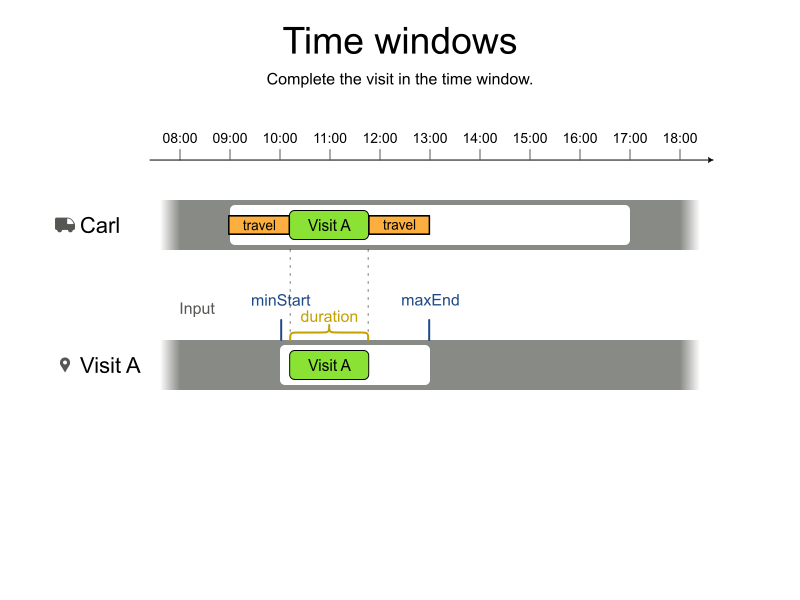 Time windows
Complete the visit in the time window.
08:00 09:00 10:00 11:00 12:00 13:00 14:00 15:00 16:00 17:00 18:00
Carl
travel Visit A travel
Input
minStart
maxEnd
duration
Visit A
Visit A